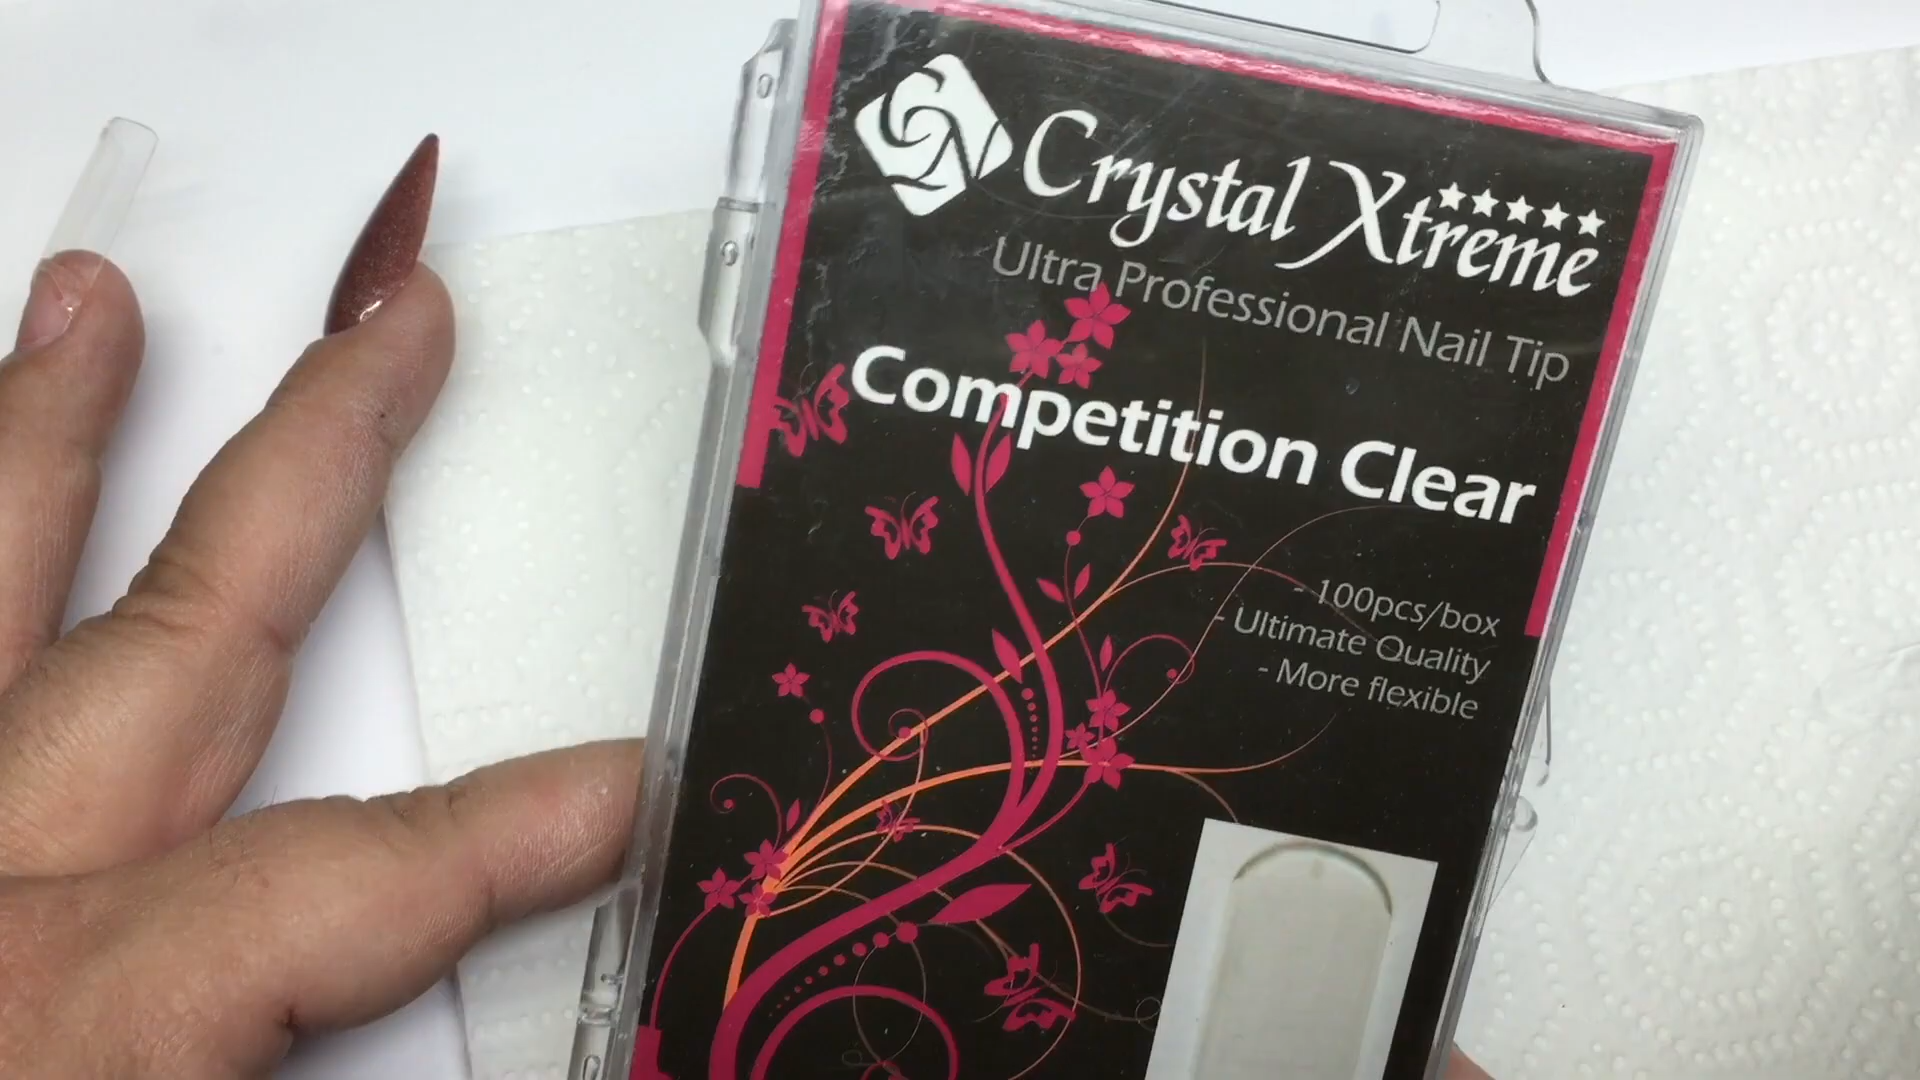 Crystal Xtreme
Ultra Professional Nail Tip
Competition Clear
- 100pcs/box
- Ultimate Quality
- More flexible